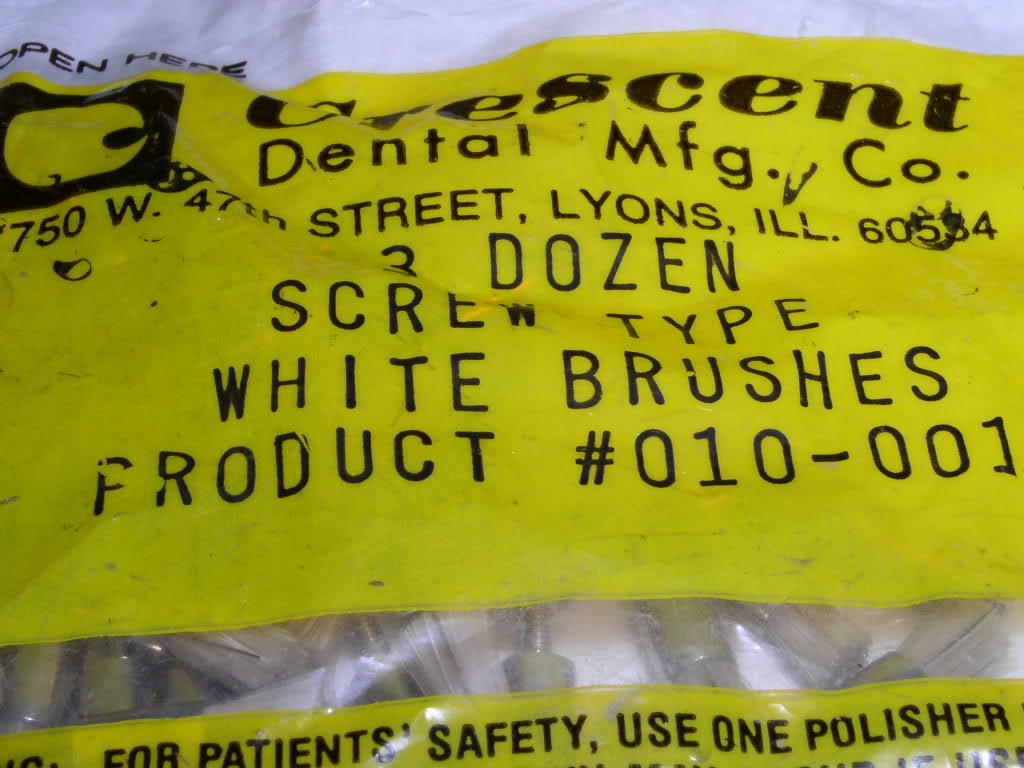 OPEN HERE
Crescent
Dental Mfg. Co.
7750 W. 47th STREET, LYONS, ILL. 60534
3 DOZEN
SCREW TYPE
WHITE BRUSHES
PRODUCT #010-001
FOR PATIENTS' SAFETY, USE ONE POLISHER